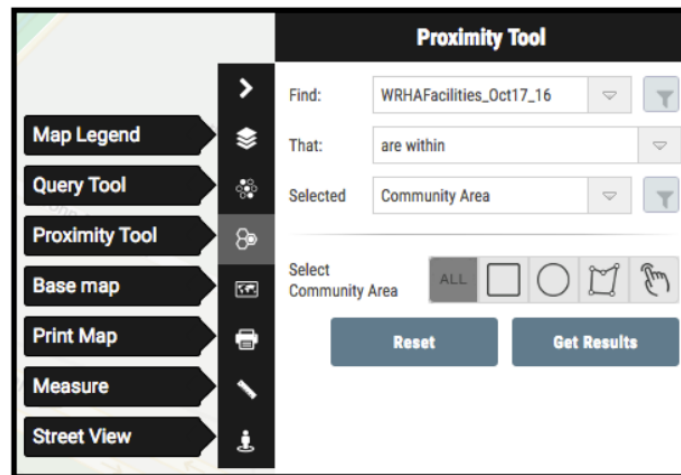 Proximity Tool
Find: WRHAFacilities_Oct17_16
Map Legend
That: are within
Query Tool
Selected Community Area
Proximity Tool
Base map
Select
Community Area
ALL
Print Map
Reset Get Results
Measure
Street View